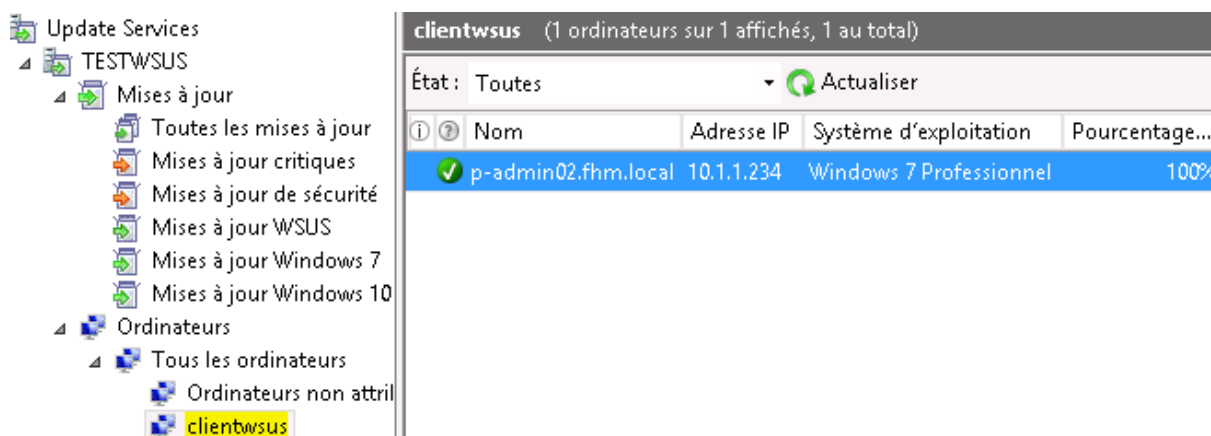 Update Services
TESTWSUS
Mises à jour
Toutes les mises à jour
Mises à jour critiques
Mises à jour de sécurité
Mises à jour WSUS
Mises à jour Windows 7
Mises à jour Windows 10
Ordinateurs
Tous les ordinateurs
Ordinateurs non attril
clientwsus
clientwsus (1 ordinateurs sur 1 affichés, 1 au total)
État : Toutes Actualiser
Nom Adresse IP Système d'exploitation Pourcentage...
p-admin02.fhm.local 10.1.1.234 Windows 7 Professionnel 100%